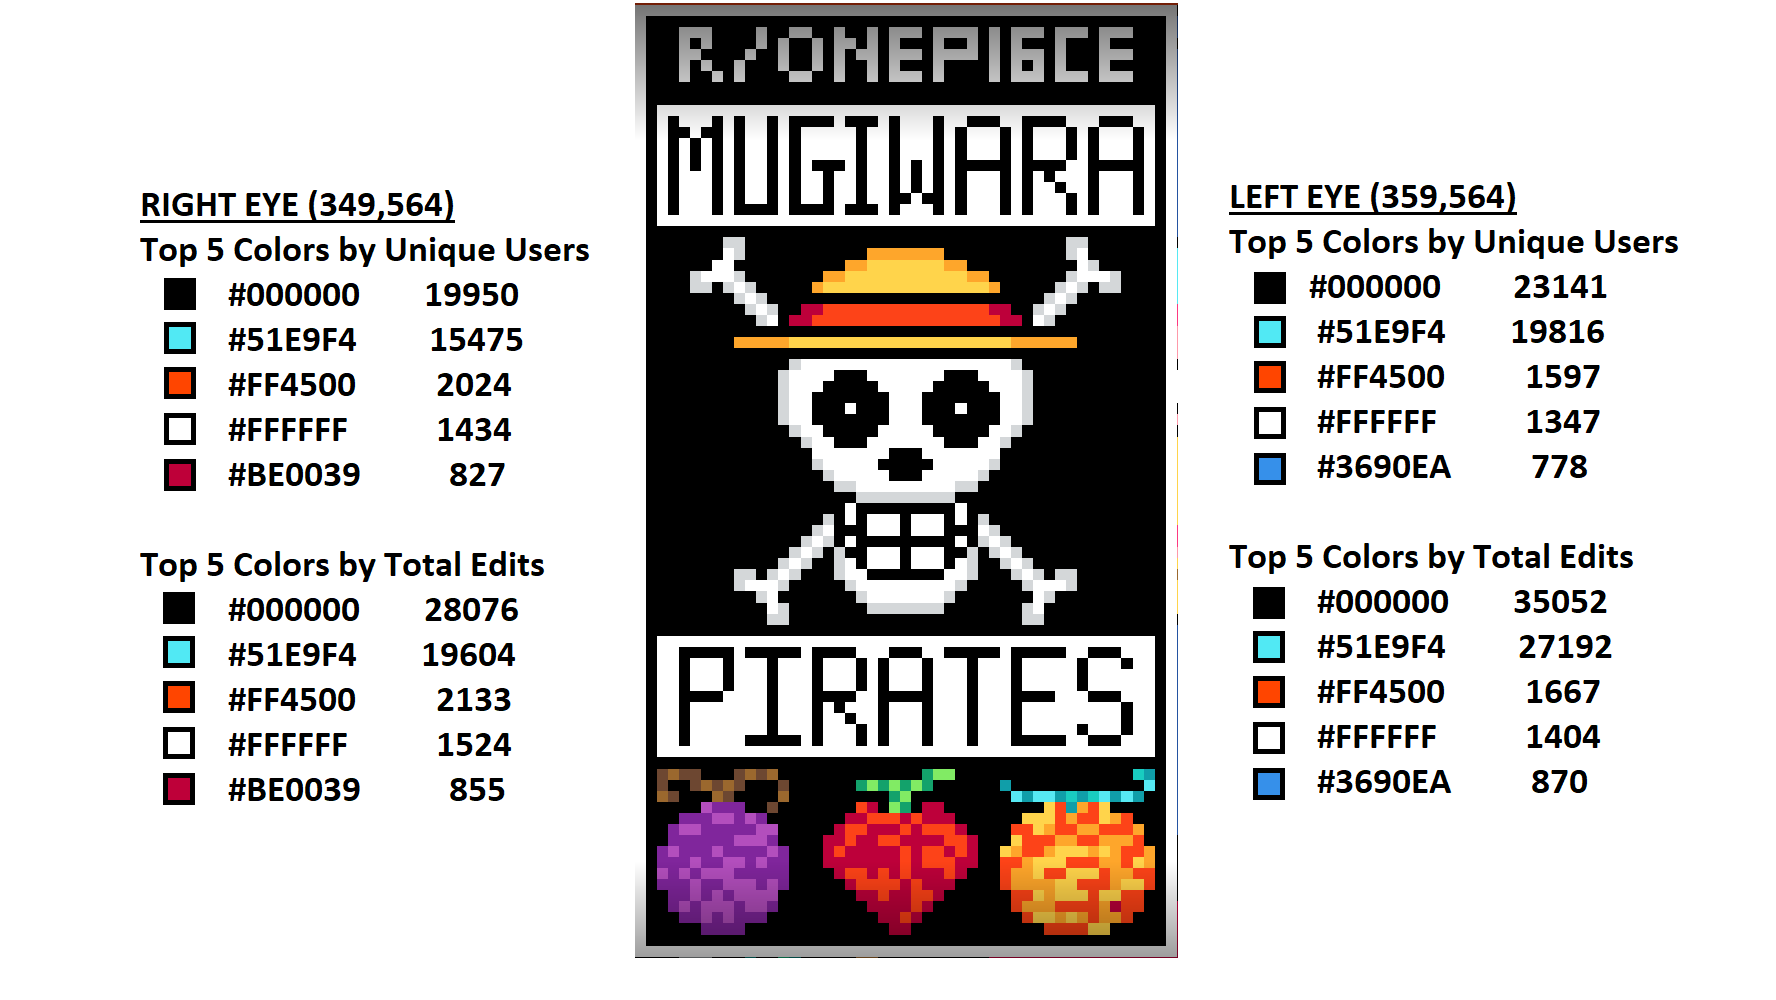 RIGHT EYE (349,564)
Top 5 Colors by Unique Users
#000000 19950
#51E9F4 15475
#FF4500 2024
#FFFFFF 1434
#BE0039 827
Top 5 Colors by Total Edits
#000000 28076
#51E9F4 19604
#FF4500 2133
#FFFFFF 1524
#BE0039 855
R/ONEPI6CE
MUGIWARA
PIRATES
LEFT EYE (359,564)
Top 5 Colors by Unique Users
#000000 23141
#51E9F4 19816
#FF4500 1597
#FFFFFF 1347
#3690EA 778
Top 5 Colors by Total Edits
#000000 35052
#51E9F4 27192
#FF4500 1667
#FFFFFF 1404
#3690EA 870